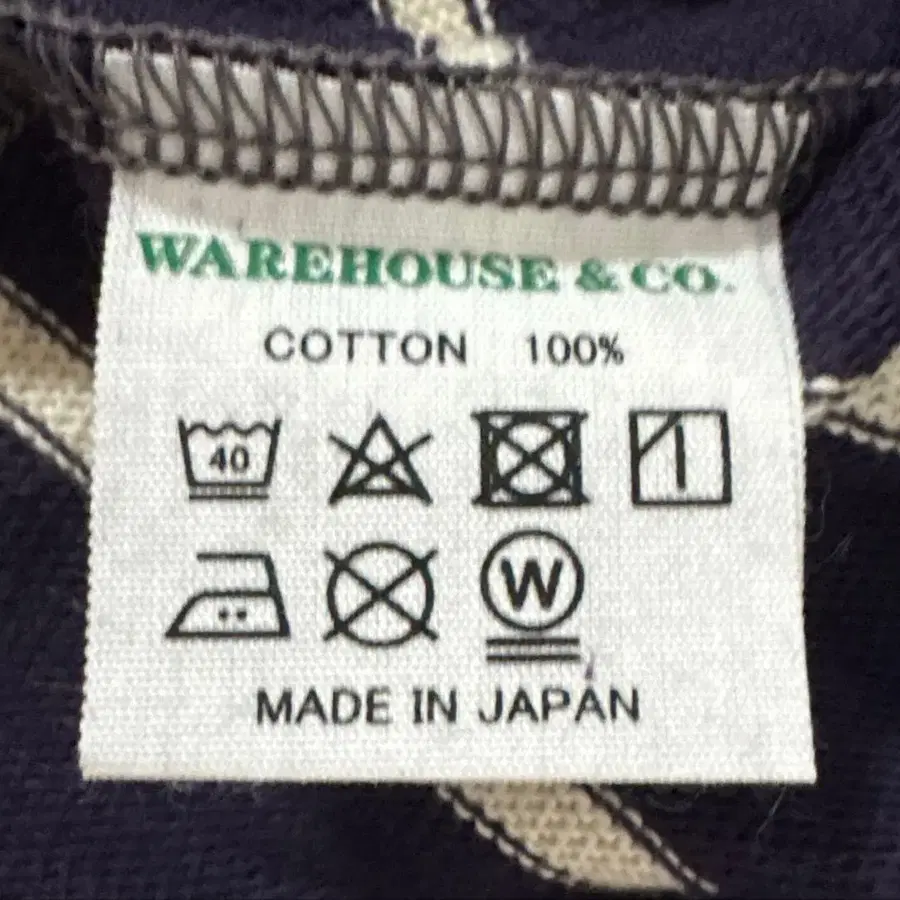 WAREHOUSE & CO.
COTTON 100%
40
W
MADE IN JAPAN